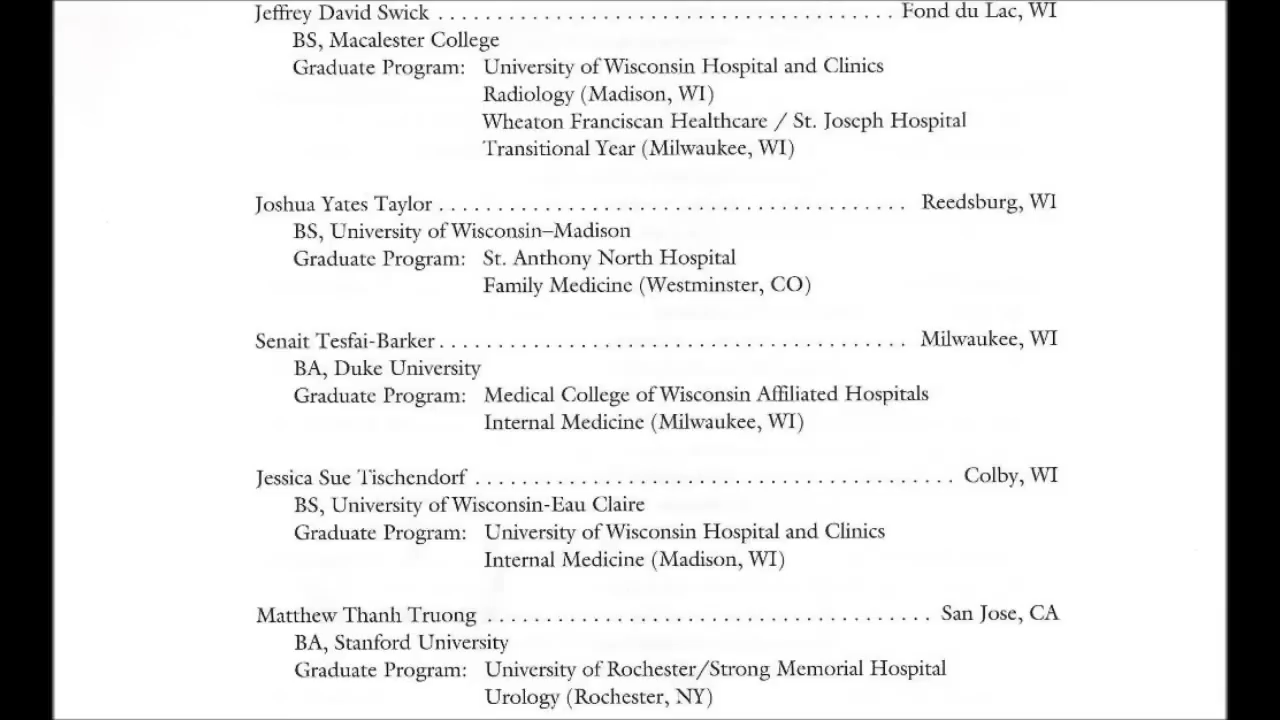 Jeffrey David Swick . . . . . . . . . . . . . . . . . . . . . . . . . . . . . . . . . . . . . . . Fond du Lac, WI
BS, Macalester College
Graduate Program: University of Wisconsin Hospital and Clinics
Radiology (Madison, WI)
Wheaton Franciscan Healthcare / St. Joseph Hospital
Transitional Year (Milwaukee, WI)
Joshua Yates Taylor . . . . . . . . . . . . . . . . . . . . . . . . . . . . . . . . . . . . . . . . Reedsburg, WI
BS, University of Wisconsin–Madison
Graduate Program: St. Anthony North Hospital
Family Medicine (Westminster, CO)
Senait Tesfai-Barker . . . . . . . . . . . . . . . . . . . . . . . . . . . . . . . . . . . . . . . . Milwaukee, WI
BA, Duke University
Graduate Program: Medical College of Wisconsin Affiliated Hospitals
Internal Medicine (Milwaukee, WI)
Jessica Sue Tischendorf . . . . . . . . . . . . . . . . . . . . . . . . . . . . . . . . . . . . . . . . . Colby, WI
BS, University of Wisconsin-Eau Claire
Graduate Program: University of Wisconsin Hospital and Clinics
Internal Medicine (Madison, WI)
Matthew Thanh Truong . . . . . . . . . . . . . . . . . . . . . . . . . . . . . . . . . . . . . . San Jose, CA
BA, Stanford University
Graduate Program: University of Rochester/Strong Memorial Hospital
Urology (Rochester, NY)